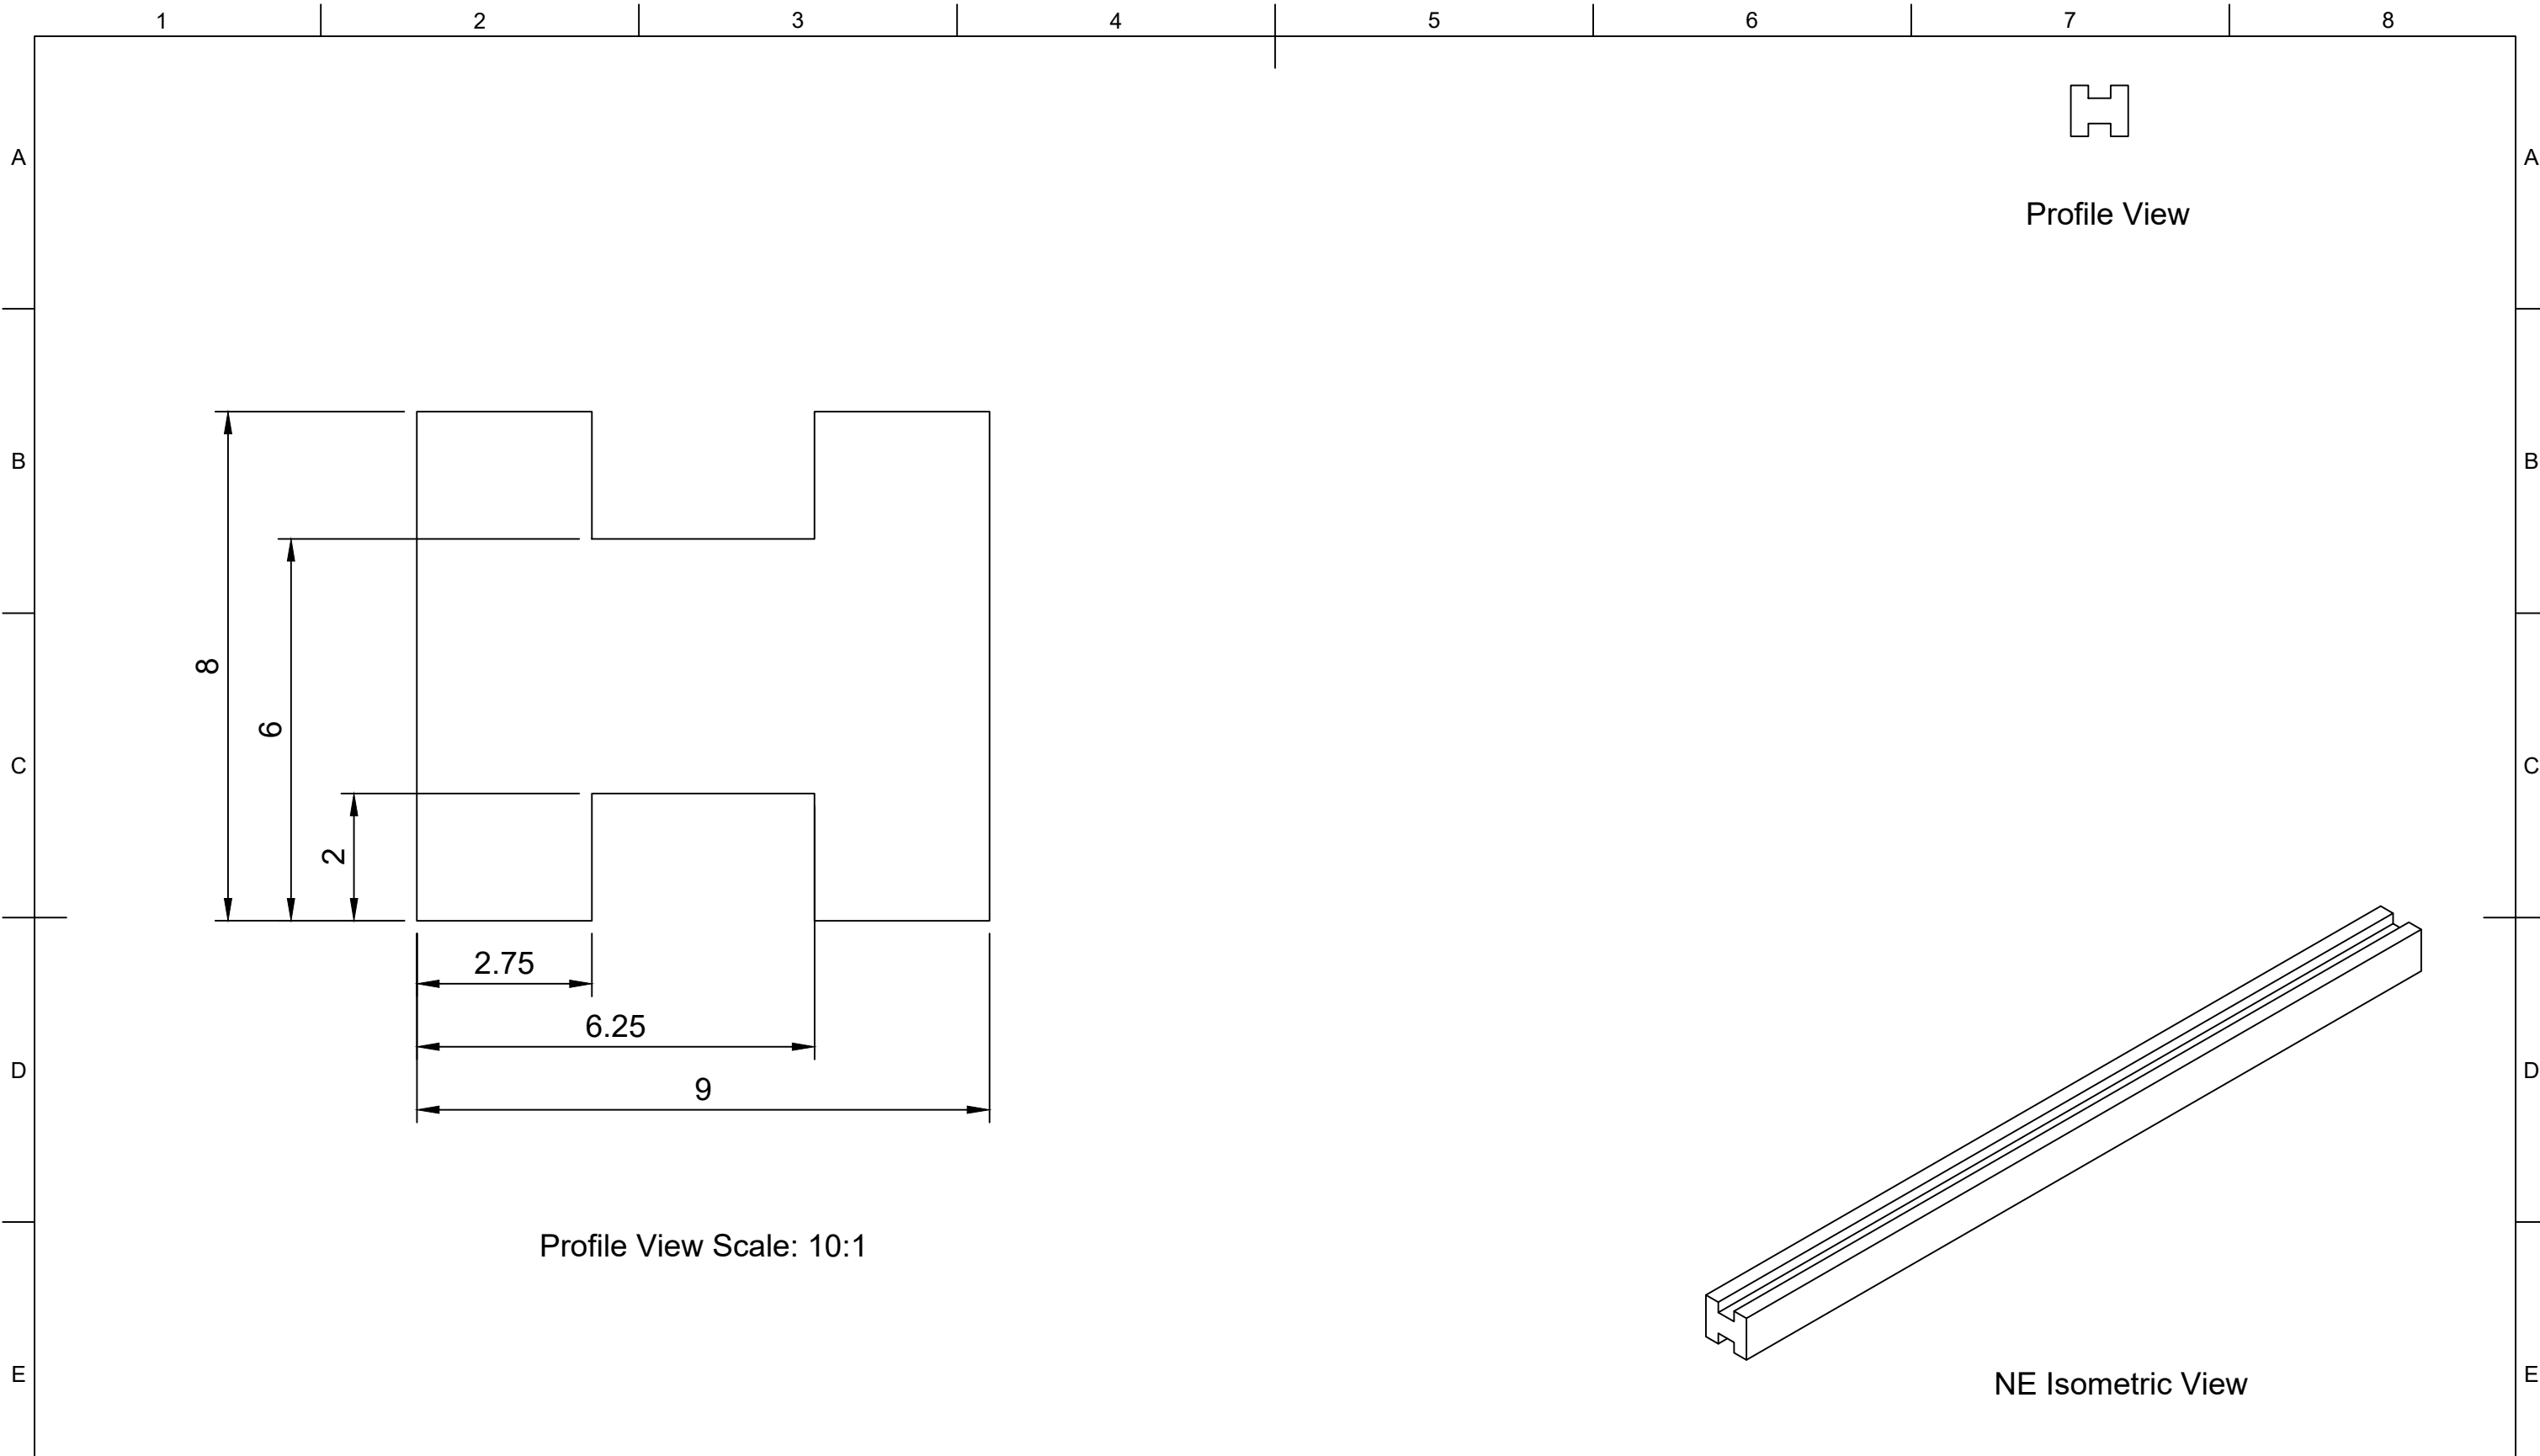 1 2 3 4 5 6 7 8
A A
Profile View
B B
8
6
C C
2
2.75
6.25
D D
9
Profile View Scale: 10:1
E E
NE Isometric View